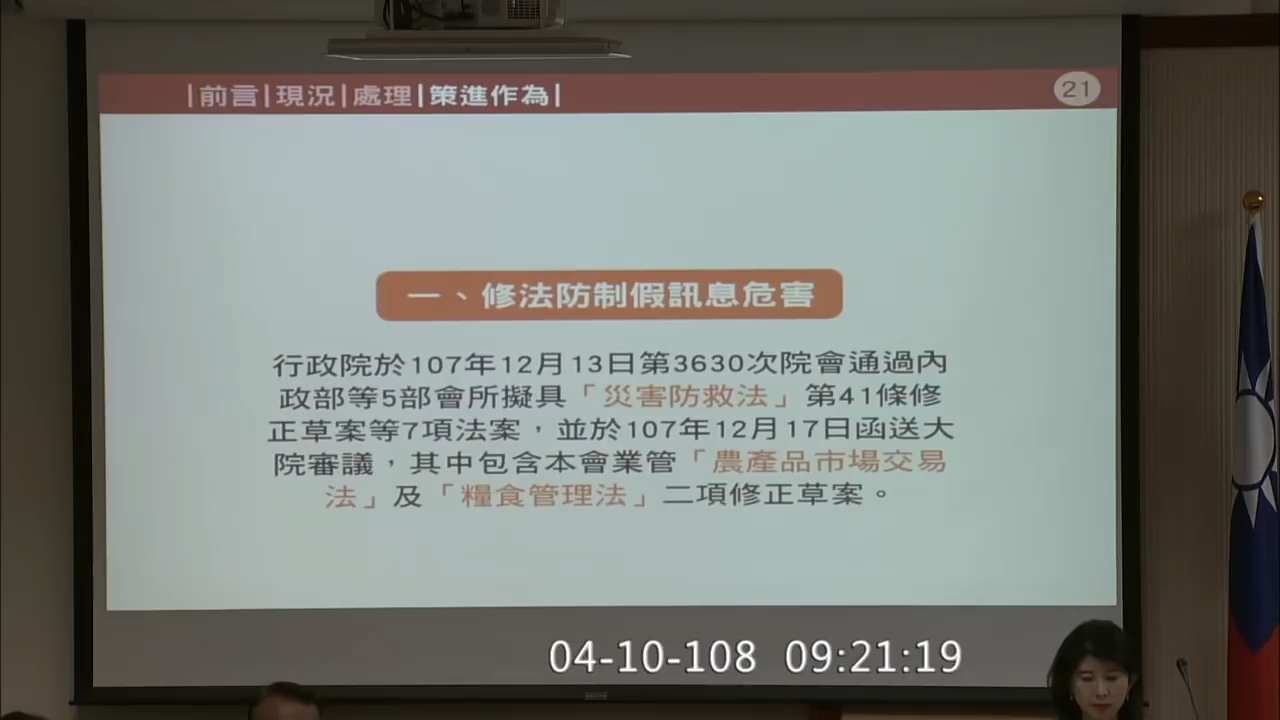 |前言|現況|處理|策進作為|
21
一、修法防制假訊息危害
行政院於107年12月13日第3630次院會通過內
政部等5部會所擬具「災害防救法」第41條修
正草案等7項法案，並於107年12月17日函送大
院審議，其中包含本會業管「農產品市場交易
法」及「糧食管理法」二項修正草案。
04-10-108 09:21:19